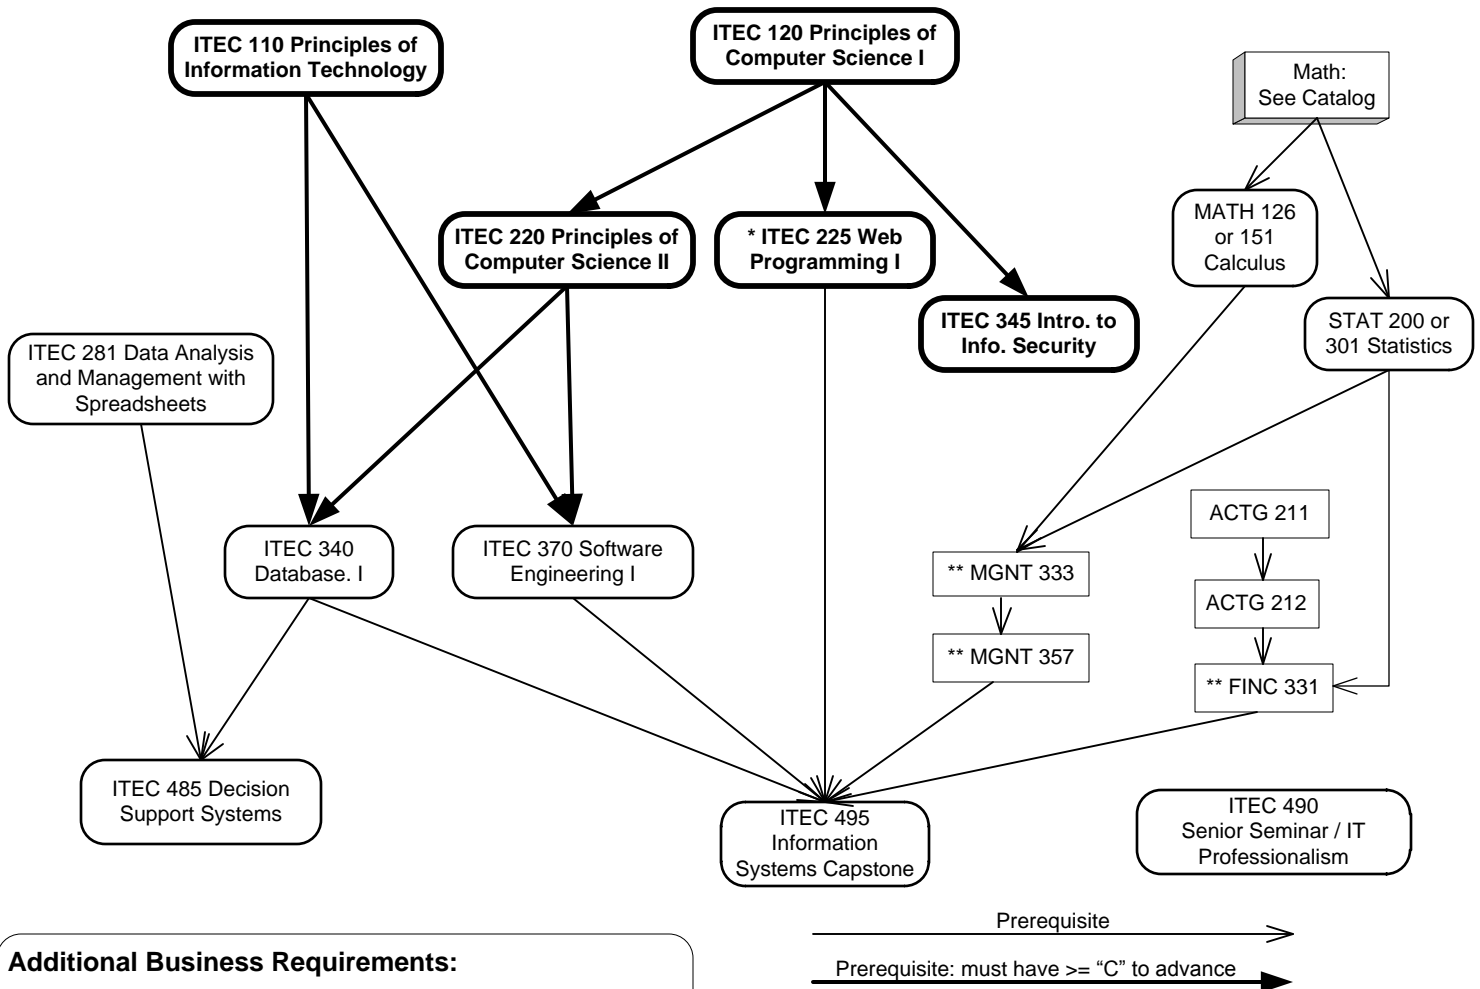 ITEC 110 Principles of
Information Technology
ITEC 120 Principles of
Computer Science I
Math:
See Catalog
ITEC 220 Principles of
Computer Science II
* ITEC 225 Web
Programming I
MATH 126
or 151
Calculus
ITEC 345 Intro. to
Info. Security
STAT 200 or
301 Statistics
ITEC 281 Data Analysis
and Management with
Spreadsheets
ITEC 340
Database. I
ITEC 370 Software
Engineering I
** MGNT 333
ACTG 211
ACTG 212
** MGNT 357
** FINC 331
ITEC 485 Decision
Support Systems
ITEC 495
Information
Systems Capstone
ITEC 490
Senior Seminar / IT
Professionalism
Prerequisite
Prerequisite: must have >= “C” to advance
Additional Business Requirements: